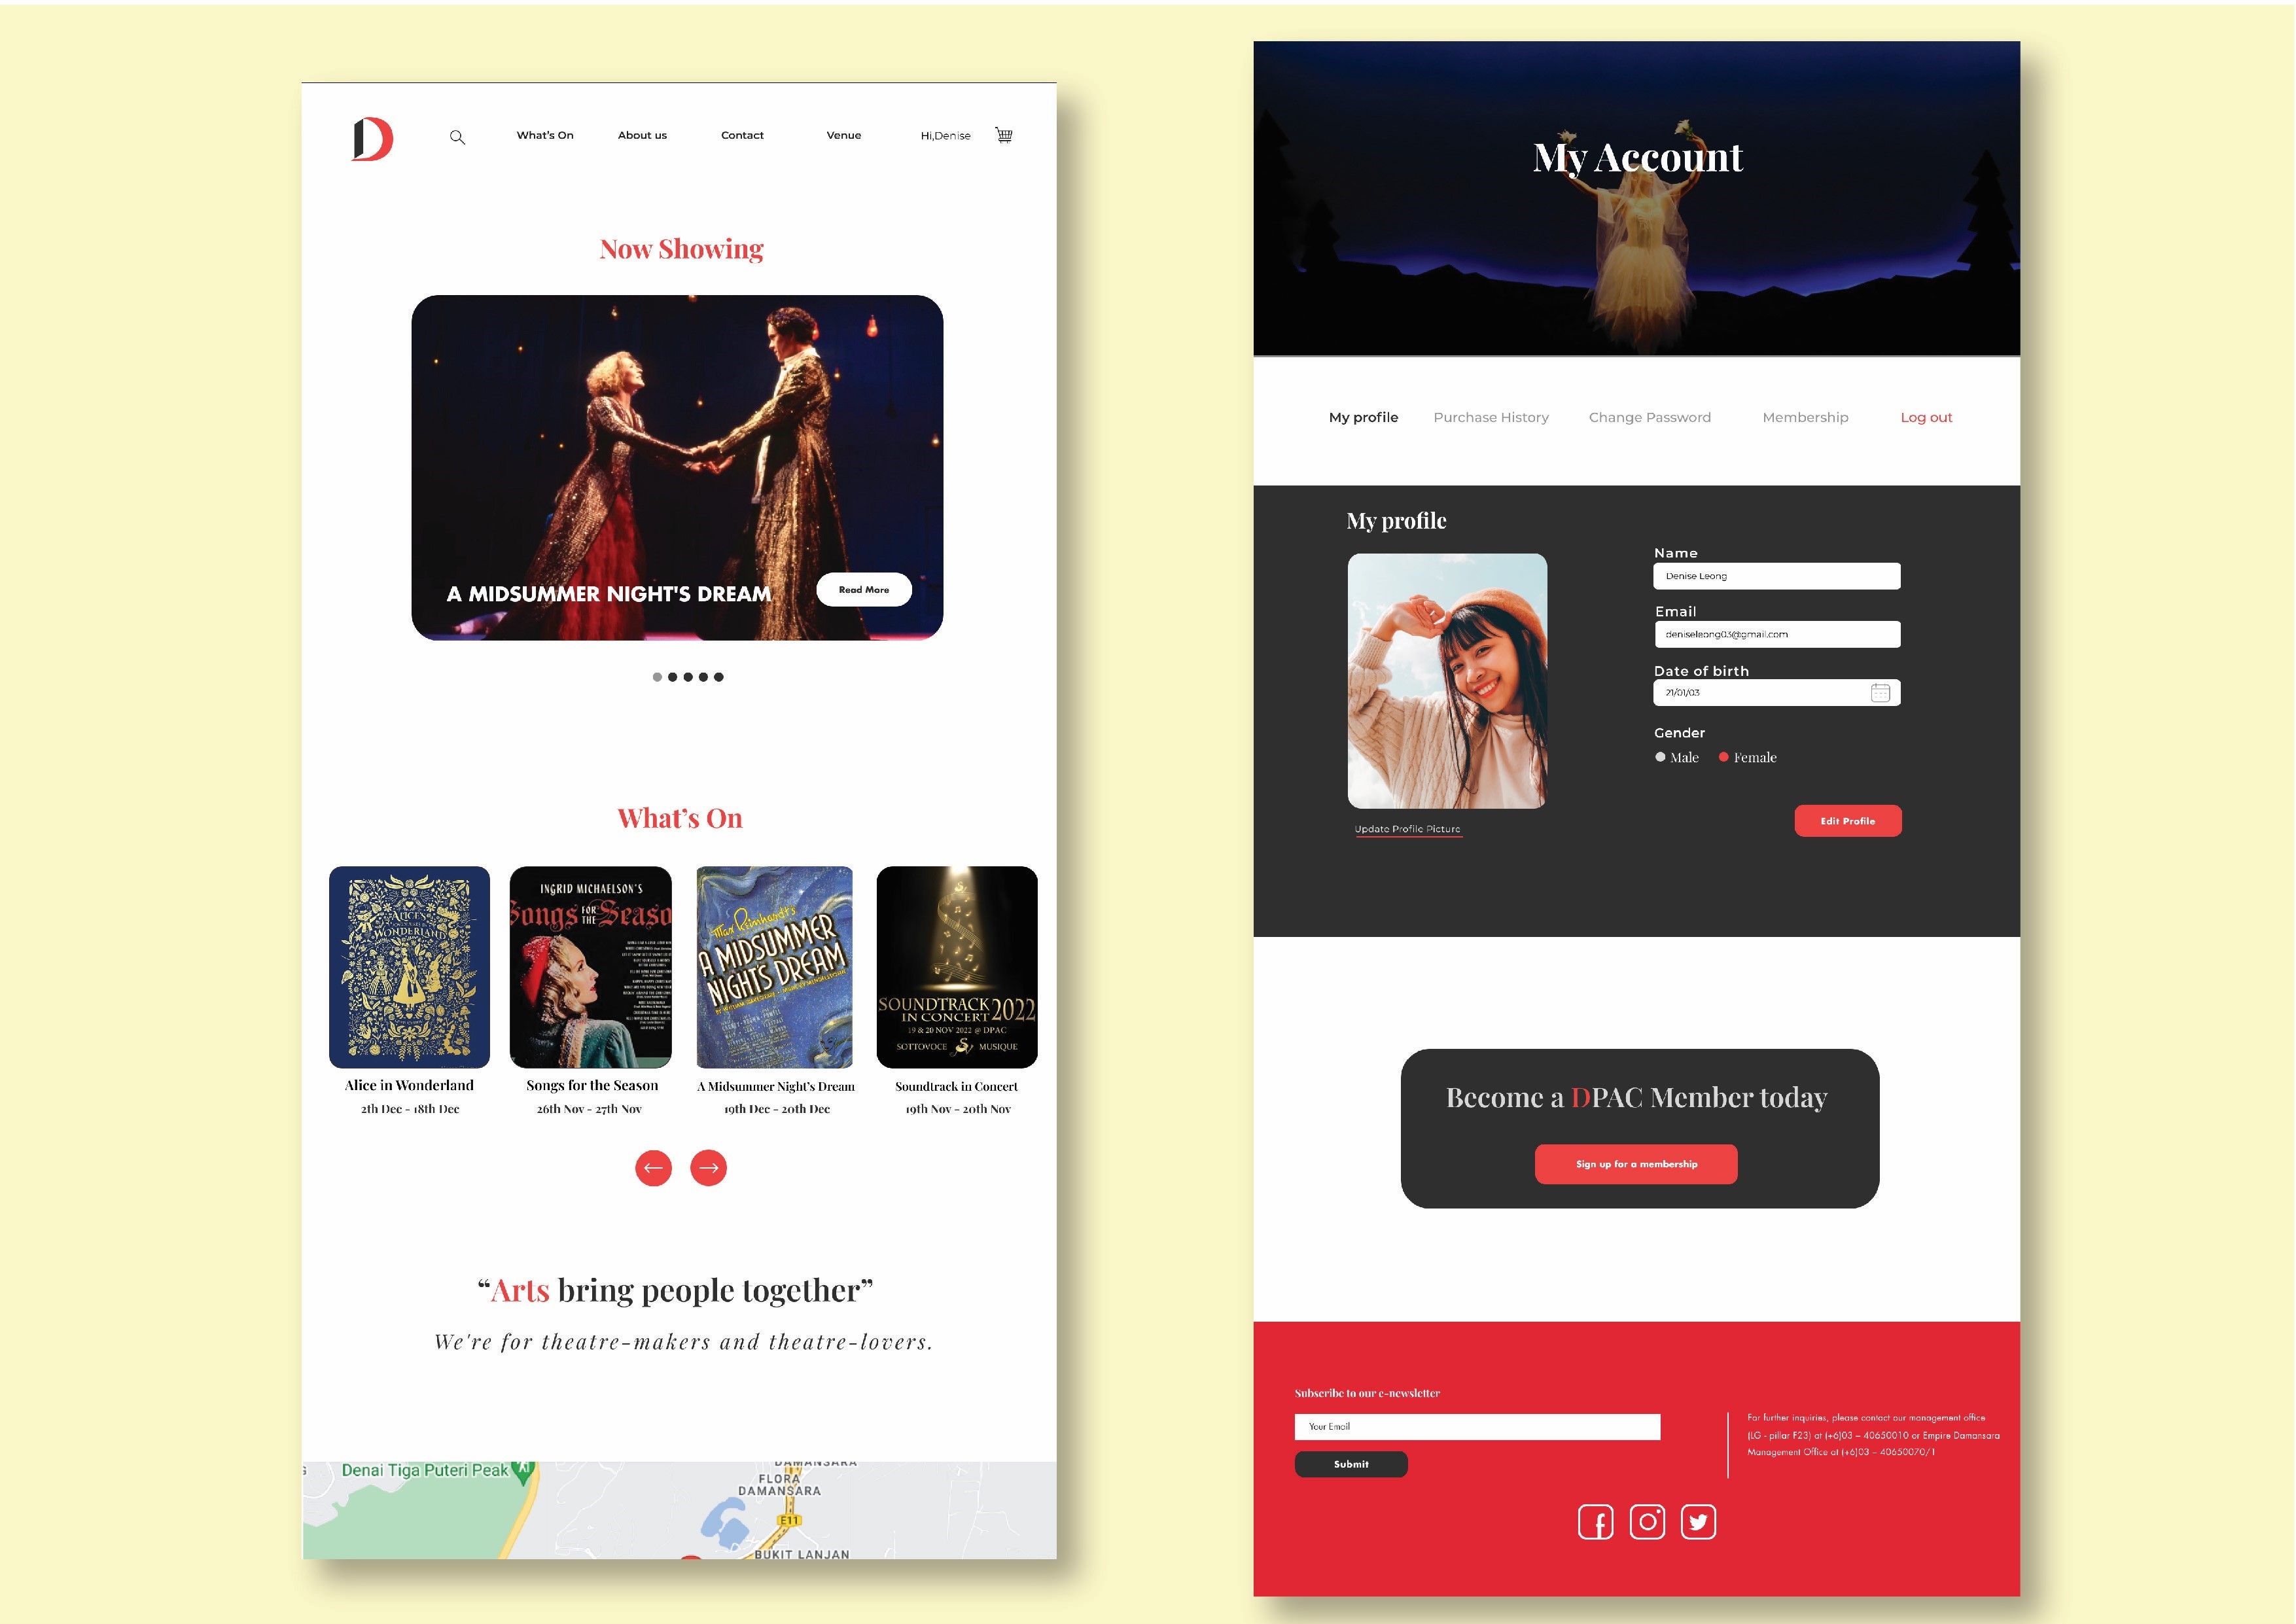 D
What's On
About us
Contact
Venue
Hi,Denise
Now Showing
A MIDSUMMER NIGHT'S DREAM
Read More
What's On
ALICE'S
WONDERLAND
INGRID MICHAELSON'S
Songs FOR THE Seaso
Max Reinhardt's
A MIDSUMMER
NIGHT'S DREAM
SOUNDTRACK 2022
IN CONCERT
19 & 20 NOV 2022 @ DPAC
SOTTOVOCE MUSIQUE
Alice in Wonderland
Songs for the Season
A Midsummer Night's Dream
Soundtrack in Concert
2th Dec - 18th Dec
26th Nov - 27th Nov
19th Dec - 20th Dec
19th Nov - 20th Nov
“Arts bring people together”
We're for theatre-makers and theatre-lovers.
Denai Tiga Puteri Peak
DAMANSARA
FLORA
DAMANSARA
E11
BUKIT LANJAN
My Account
My profile
Purchase History
Change Password
Membership
Log out
My profile
Update Profile Picture
Name
Denise Leong
Email
deniseleong03@gmail.com
Date of birth
21/01/03
Gender
Male
Female
Edit Profile
Become a DPAC Member today
Sign up for a membership
Subscribe to our e-newsletter
Your Email
Submit
For further inquiries, please contact our management office
(LG - pillar F23) at (+6)03 – 40650010 or Empire Damansara
Management Office at (+6)03 – 40650070/1